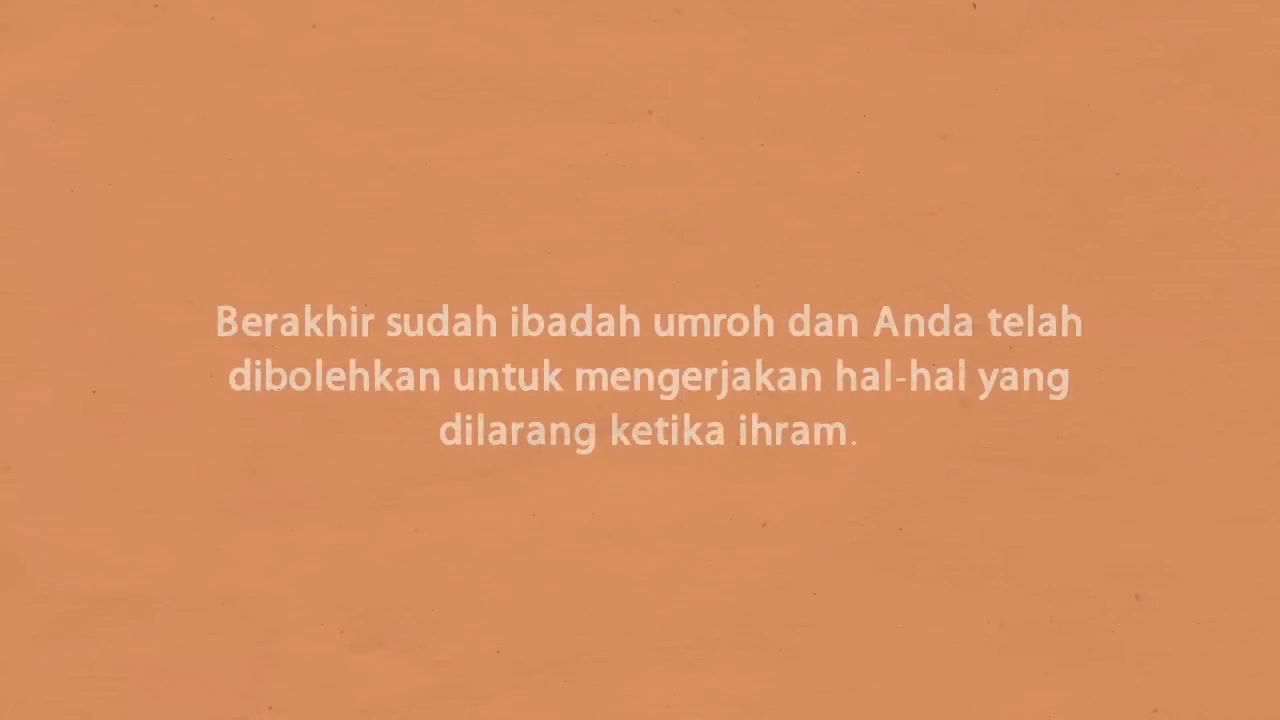 Berakhir sudah ibadah umroh dan Anda telah
dibolehkan untuk mengerjakan hal-hal yang
dilarang ketika ihram.